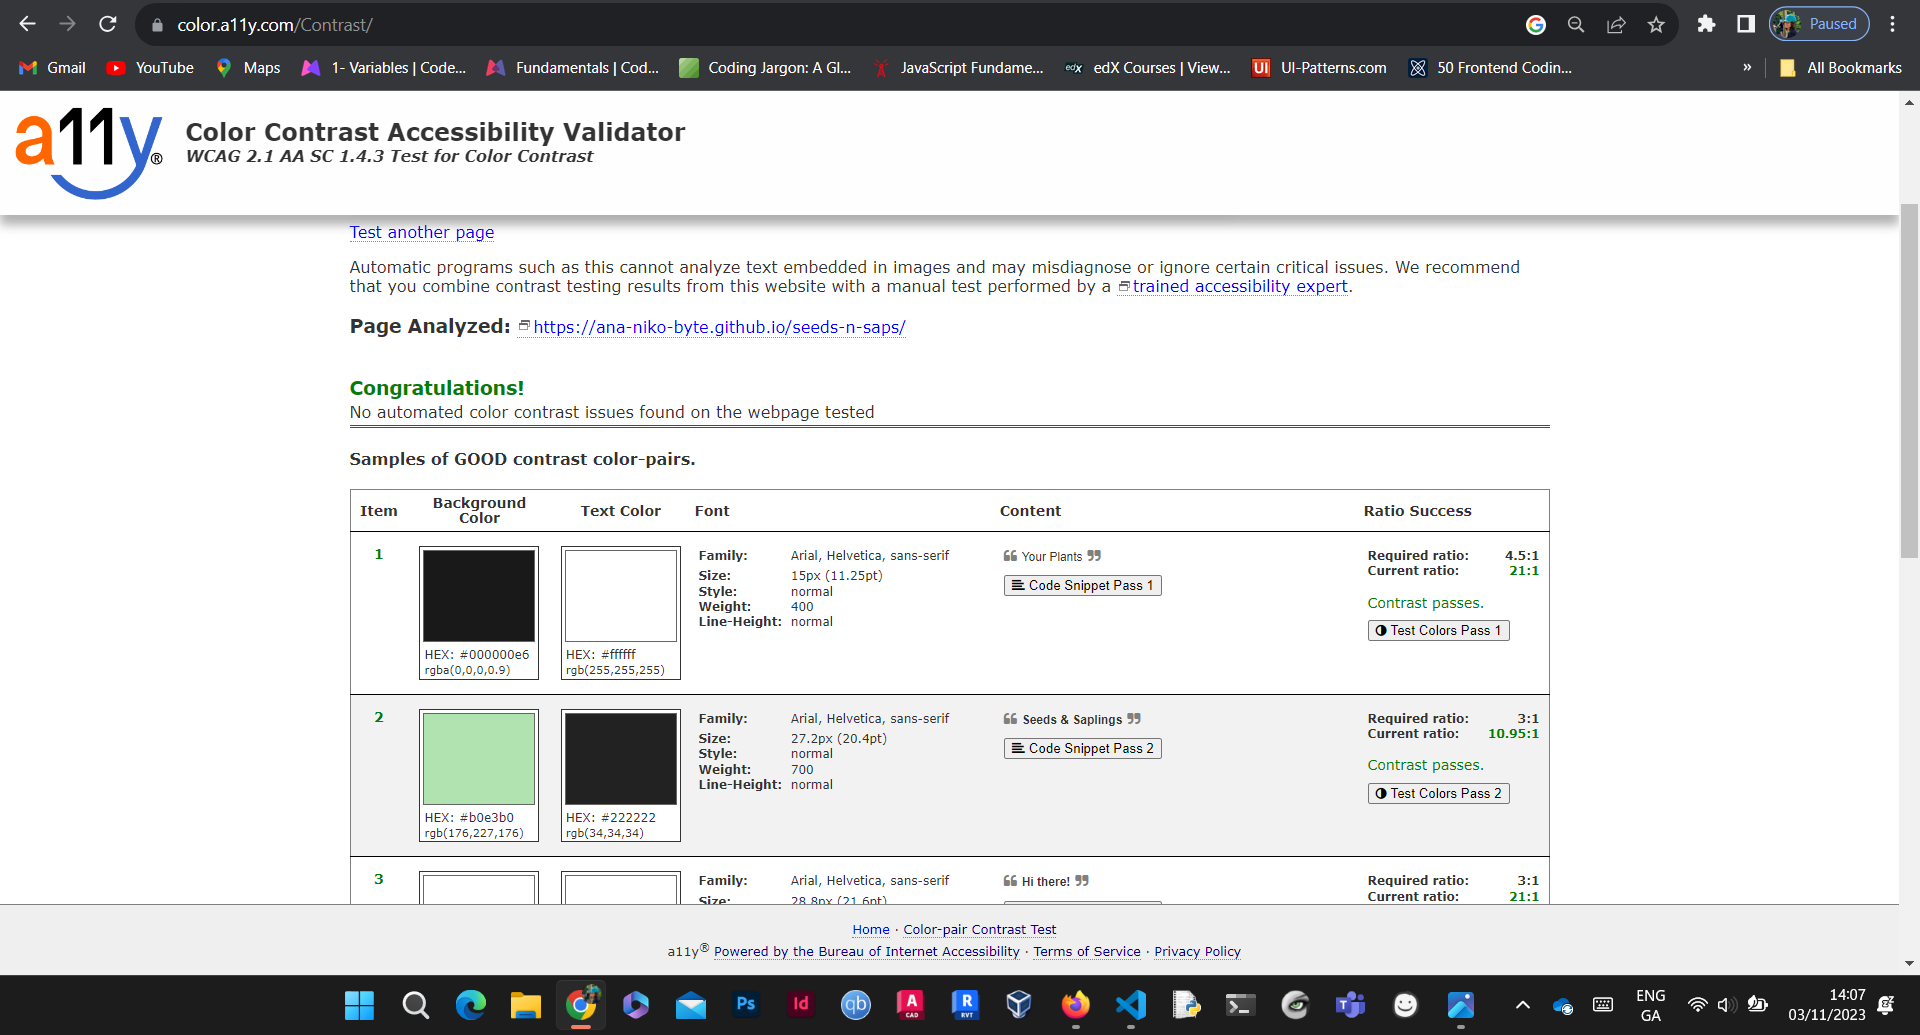 color.a11y.com/Contrast/
Paused
Gmail
YouTube
Maps
1- Variables | Code...
Fundamentals | Cod...
Coding Jargon: A Gl...
JavaScript Fundame...
edX
edX Courses | View...
UI
UI-Patterns.com
50 Frontend Codin...
»
All Bookmarks
a11y®
Color Contrast Accessibility Validator
WCAG 2.1 AA SC 1.4.3 Test for Color Contrast
Test another page
Automatic programs such as this cannot analyze text embedded in images and may misdiagnose or ignore certain critical issues. We recommend
that you combine contrast testing results from this website with a manual test performed by a trained accessibility expert.
Page Analyzed: https://ana-niko-byte.github.io/seeds-n-saps/
Congratulations!
No automated color contrast issues found on the webpage tested
Samples of GOOD contrast color-pairs.
Item
Background
Color
Text Color
Font
Content
Ratio Success
1
HEX: #000000e6
rgba(0,0,0,0.9)
HEX: #ffffff
rgb(255,255,255)
Family: Arial, Helvetica, sans-serif
Size: 15px (11.25pt)
Style: normal
Weight: 400
Line-Height: normal
❝ Your Plants ❞
Code Snippet Pass 1
Required ratio: 4.5:1
Current ratio: 21:1
Contrast passes.
Test Colors Pass 1
2
HEX: #b0e3b0
rgb(176,227,176)
HEX: #222222
rgb(34,34,34)
Family: Arial, Helvetica, sans-serif
Size: 27.2px (20.4pt)
Style: normal
Weight: 700
Line-Height: normal
❝ Seeds & Saplings ❞
Code Snippet Pass 2
Required ratio: 3:1
Current ratio: 10.95:1
Contrast passes.
Test Colors Pass 2
3
Family: Arial, Helvetica, sans-serif
Size: 28.8px (21.6pt)
❝ Hi there! ❞
Required ratio: 3:1
Current ratio: 21:1
Home · Color-pair Contrast Test
a11y® Powered by the Bureau of Internet Accessibility · Terms of Service · Privacy Policy
Ps
Id
qb
A
CAD
R
RVT
ENG
GA
14:07
03/11/2023